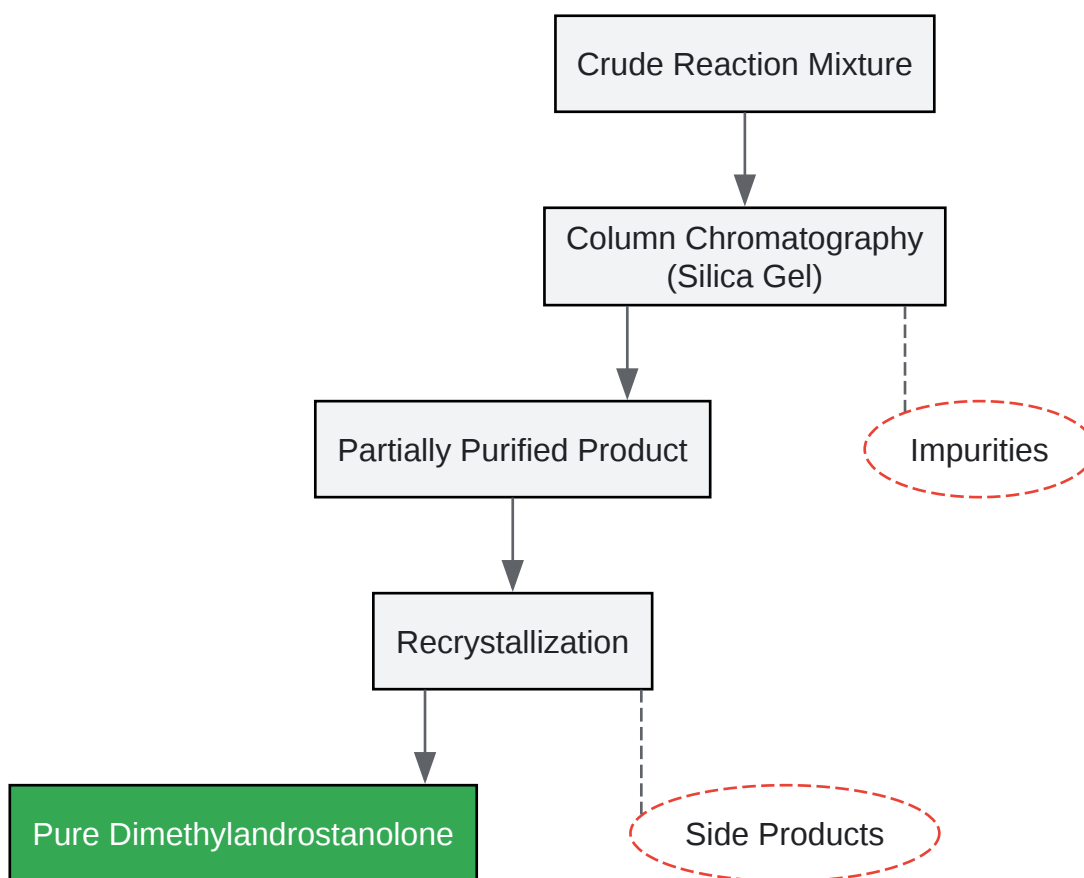 Crude Reaction Mixture
Column Chromatography
(Silica Gel)
Partially Purified Product
Impurities
Recrystallization
Pure Dimethylandrostanolone
Side Products